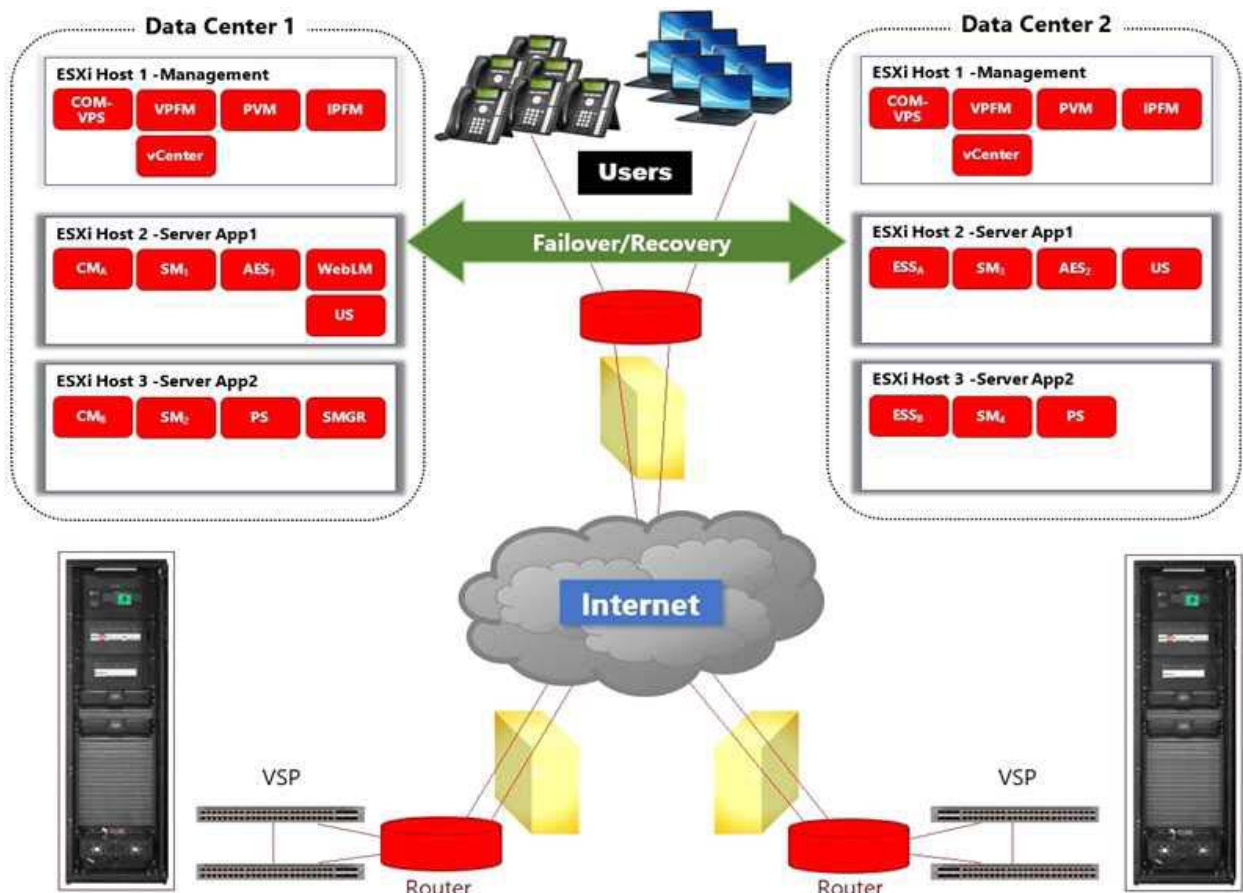 Data Center 1
ESXi Host 1 -Management
COM-
VPS
VPFM
PVM
IPFM
vCenter
ESXi Host 2 -Server App1
CMA
SM1
AES1
WebLM
US
ESXi Host 3 -Server App2
CMB
SM2
PS
SMGR
Users
Failover/Recovery
Data Center 2
ESXi Host 1 -Management
COM-
VPS
VPFM
PVM
IPFM
vCenter
ESXi Host 2 -Server App1
ESSA
SM3
AES2
US
ESXi Host 3 -Server App2
ESSB
SM4
PS
Internet
VSP
Router
VSP
Router